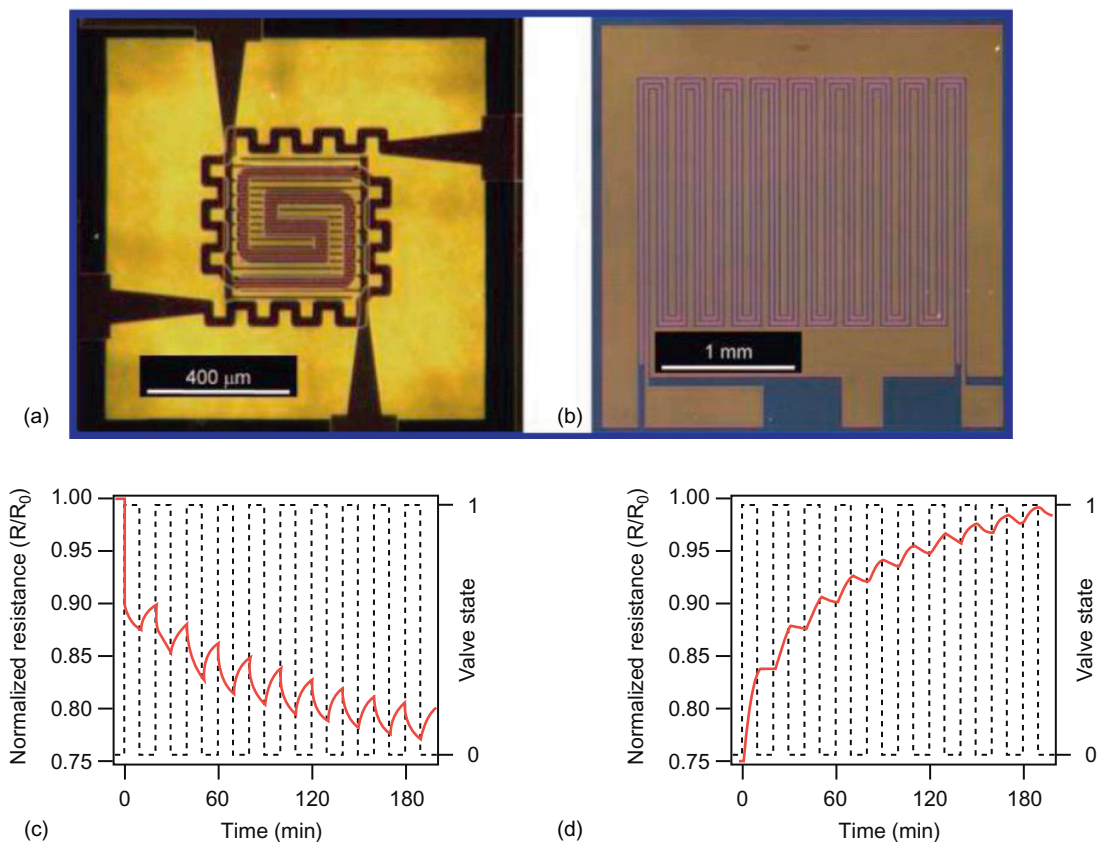 400 μm
1 mm
(a)
(b)
Normalized resistance (R/R₀)
1.00
0.95
0.90
0.85
0.80
0.75
1
0
Valve state
0
60
120
180
Time (min)
(c)
Normalized resistance (R/R₀)
1.00
0.95
0.90
0.85
0.80
0.75
1
0
Valve state
0
60
120
180
Time (min)
(d)